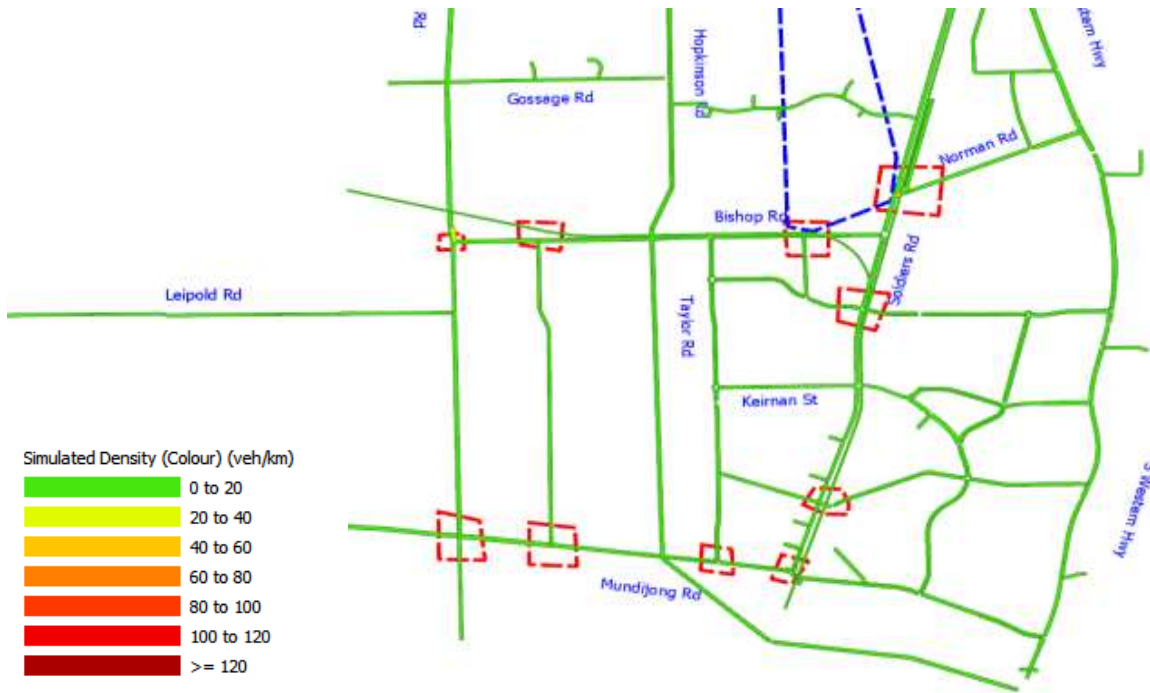 Rd
Hopkinson Rd
Gossage Rd
Norman Rd
Bishop Rd
Soldiers Rd
Leipold Rd
Taylor Rd
Keirnan St
S Western Hwy
Mundijong Rd
Simulated Density (Colour) (veh/km)
0 to 20
20 to 40
40 to 60
60 to 80
80 to 100
100 to 120
>= 120